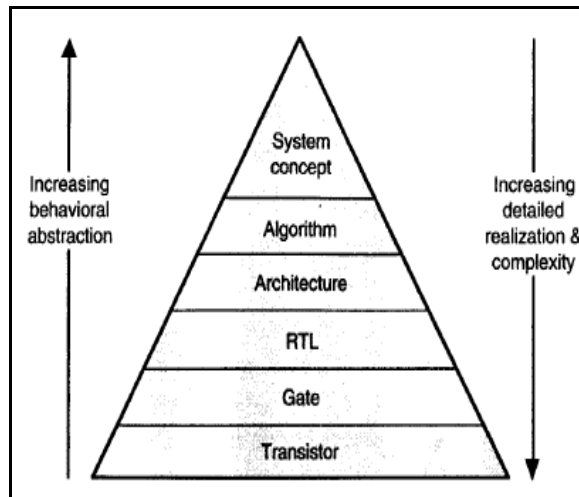 System
concept
Increasing
behavioral
abstraction
Increasing
detailed
realization &
complexity
Algorithm
Architecture
RTL
Gate
Transistor